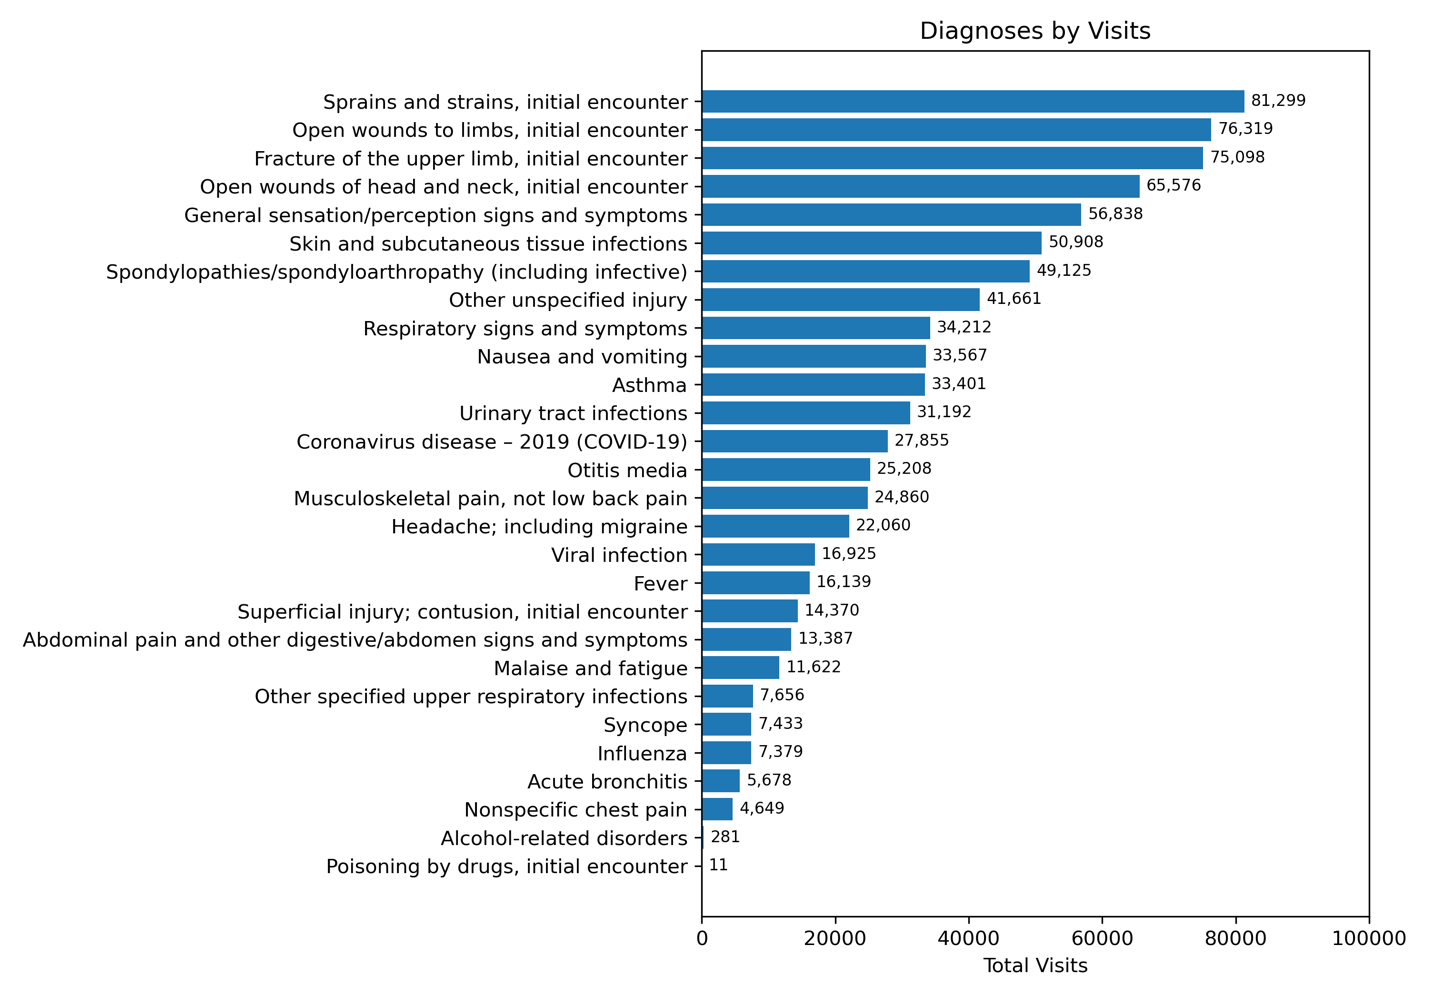 Diagnoses by Visits
Sprains and strains, initial encounter 81,299
Open wounds to limbs, initial encounter 76,319
Fracture of the upper limb, initial encounter 75,098
Open wounds of head and neck, initial encounter 65,576
General sensation/perception signs and symptoms 56,838
Skin and subcutaneous tissue infections 50,908
Spondylopathies/spondyloarthropathy (including infective) 49,125
Other unspecified injury 41,661
Respiratory signs and symptoms 34,212
Nausea and vomiting 33,567
Asthma 33,401
Urinary tract infections 31,192
Coronavirus disease – 2019 (COVID-19) 27,855
Otitis media 25,208
Musculoskeletal pain, not low back pain 24,860
Headache; including migraine 22,060
Viral infection 16,925
Fever 16,139
Superficial injury; contusion, initial encounter 14,370
Abdominal pain and other digestive/abdomen signs and symptoms 13,387
Malaise and fatigue 11,622
Other specified upper respiratory infections 7,656
Syncope 7,433
Influenza 7,379
Acute bronchitis 5,678
Nonspecific chest pain 4,649
Alcohol-related disorders 281
Poisoning by drugs, initial encounter 11
0 20000 40000 60000 80000 100000
Total Visits